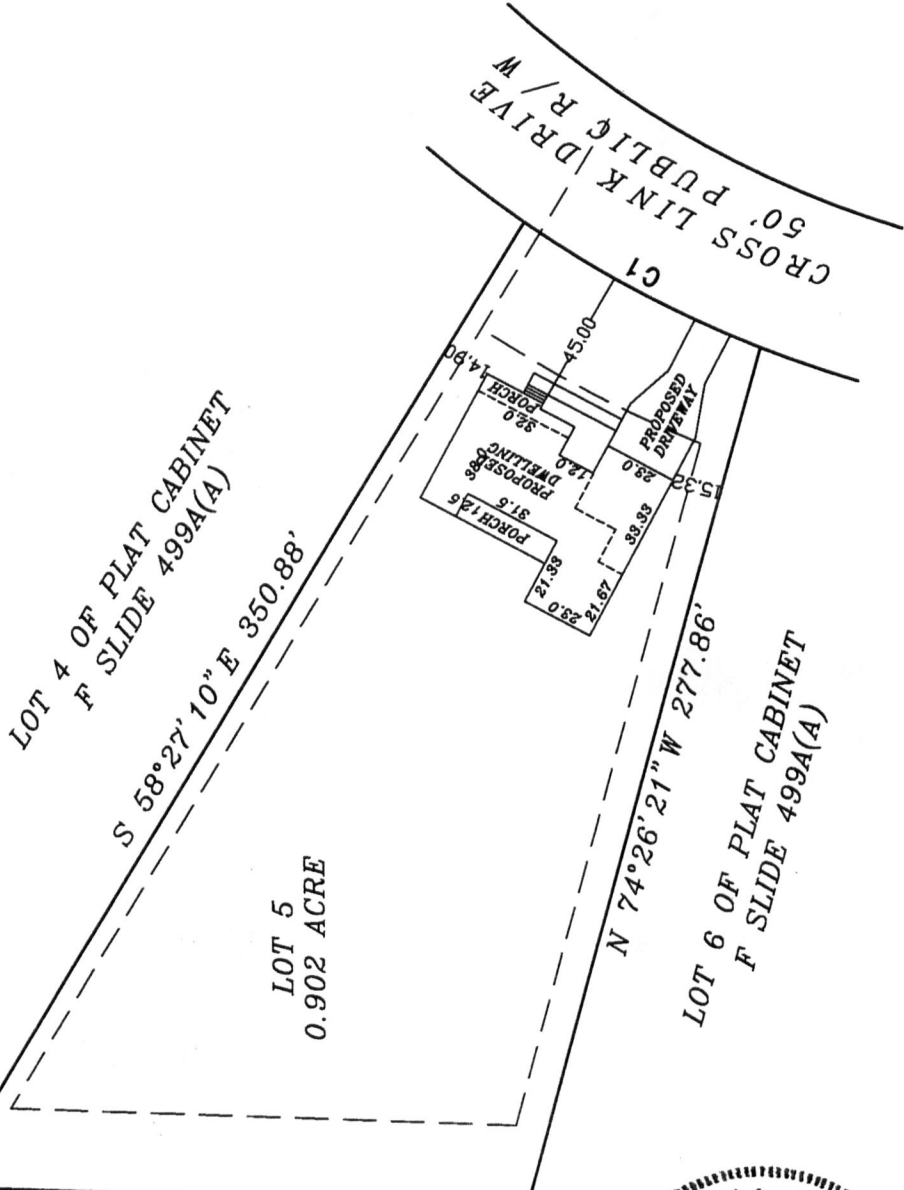 CROSS LINK DRIVE
50' PUBLIC R/W
C1
45.00
14.90
PORCH
32.0
PROPOSED
DRIVEWAY
12.0
23.0
15.32
PROPOSED
DWELLING
PORCH
12.5
31.5
33.33
21.33
23.0
21.67
LOT 4 OF PLAT CABINET
F SLIDE 499A(A)
S 58°27'10"E 350.88'
N 74°26'21"W 277.86'
LOT 5
0.902 ACRE
LOT 6 OF PLAT CABINET
F SLIDE 499A(A)